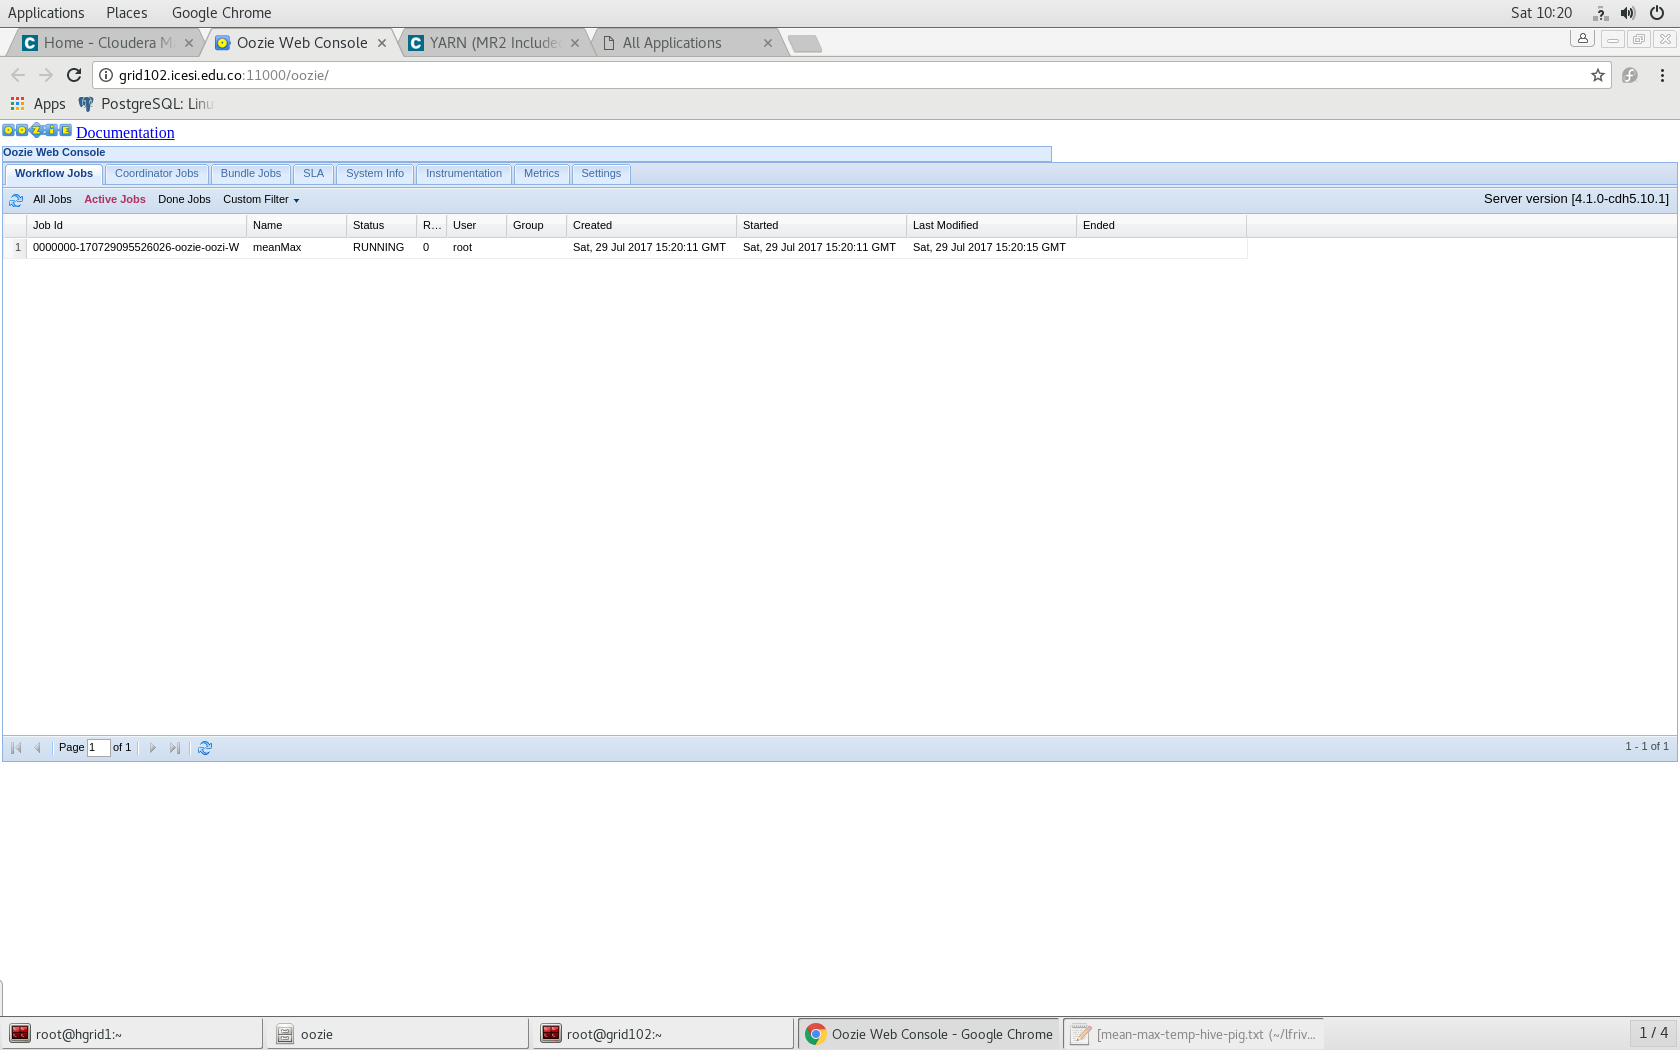 Applications Places Google Chrome Sat 10:20
Home - Cloudera M Oozie Web Console YARN (MR2 Include All Applications
grid102.icesi.edu.co:11000/oozie/
Apps PostgreSQL: Linu
OOZIE Documentation
Oozie Web Console
Workflow Jobs Coordinator Jobs Bundle Jobs SLA System Info Instrumentation Metrics Settings
All Jobs Active Jobs Done Jobs Custom Filter Server version [4.1.0-cdh5.10.1]
Job Id Name Status R... User Group Created Started Last Modified Ended
1 0000000-170729095526026-oozie-oozi-W meanMax RUNNING 0 root Sat, 29 Jul 2017 15:20:11 GMT Sat, 29 Jul 2017 15:20:11 GMT Sat, 29 Jul 2017 15:20:15 GMT
Page 1 of 1 1 - 1 of 1
root@hgrid1:~ oozie root@grid102:~ Oozie Web Console - Google Chrome [mean-max-temp-hive-pig.txt (~/lfriv... 1 / 4